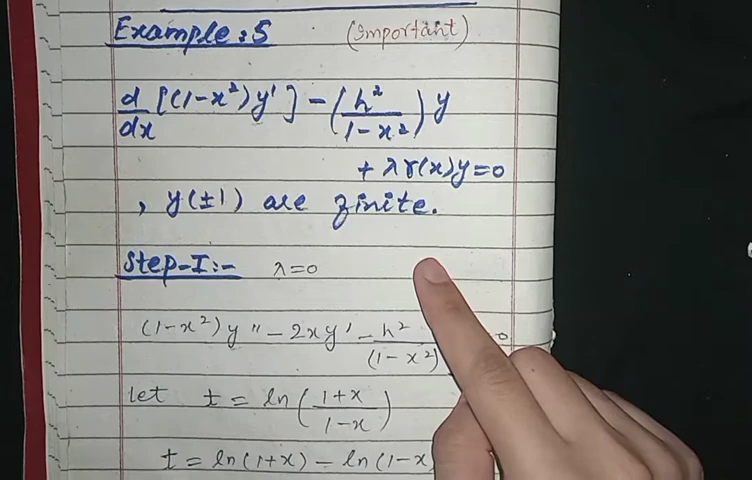 Example: 5 (Important)
d/dx [(1-x²)y'] - (h²/1-x²) y
+ λr(x)y=0
, y(±1) are finite.
Step-I:- λ=0
(1-x²)y" - 2xy' - h²/(1-x²)
let t = ln(1+x/1-x)
t = ln(1+x) - ln(1-x)